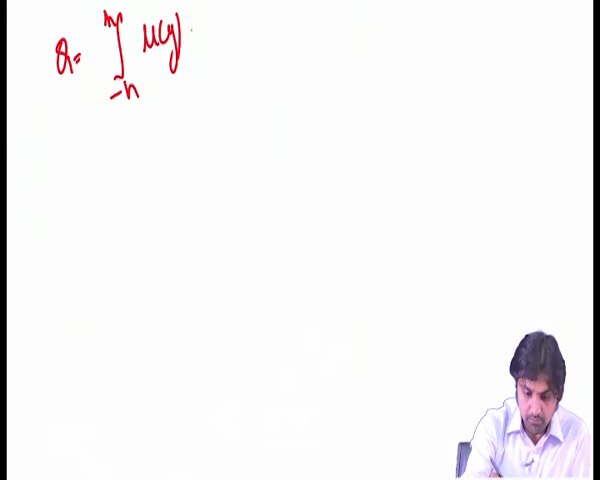 Q = ∫_{-h}^{h} u(y)